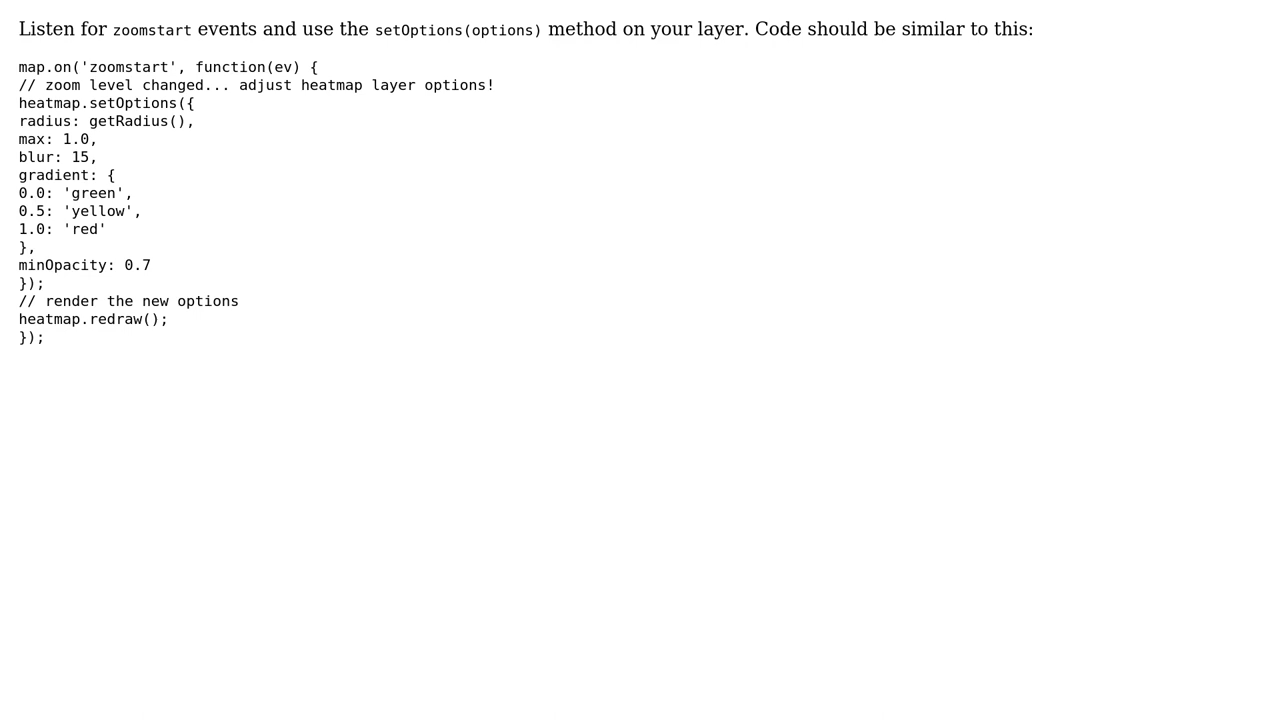 Listen for zoomstart events and use the setOptions(options) method on your layer. Code should be similar to this:
map.on('zoomstart', function(ev) {
// zoom level changed... adjust heatmap layer options!
heatmap.setOptions({
radius: getRadius(),
max: 1.0,
blur: 15,
gradient: {
0.0: 'green',
0.5: 'yellow',
1.0: 'red'
},
minOpacity: 0.7
});
// render the new options
heatmap.redraw();
});